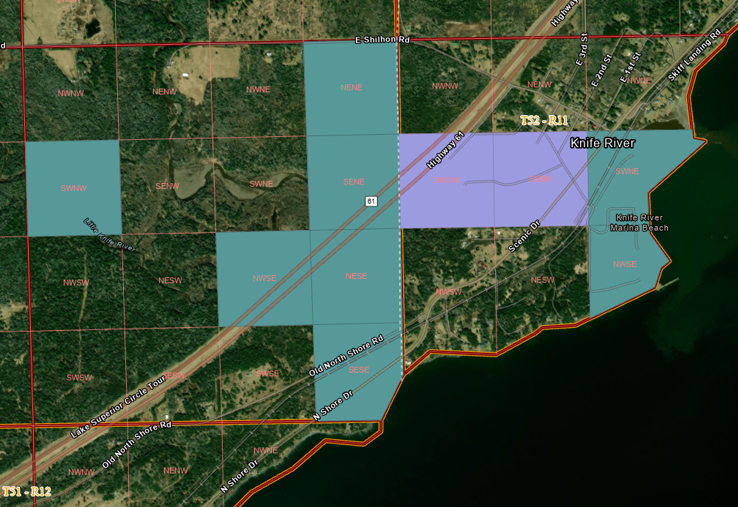 E Shilhon Rd
Highway
E 3rd St
E 2nd St
E 1st St
Skiff Landing Rd
d
NWNW
NENW
NWNE
NENE
NWNW
NENW
NWNE
T52 - R11
Knife River
Highway 61
SWNW
SENW
SWNE
SENE
SWNE
61
Little Knife River
Knife River
Marina Beach
Scenic Dr
NWSW
NESW
NWSE
NESE
NWSW
NESW
NWSE
Old North Shore Rd
SWSW
SESE
Lake Superior Circle Tour
N Shore Dr
Old North Shore Rd
NWNE
NWNW
NENW
N Shore Dr
T51 - R12